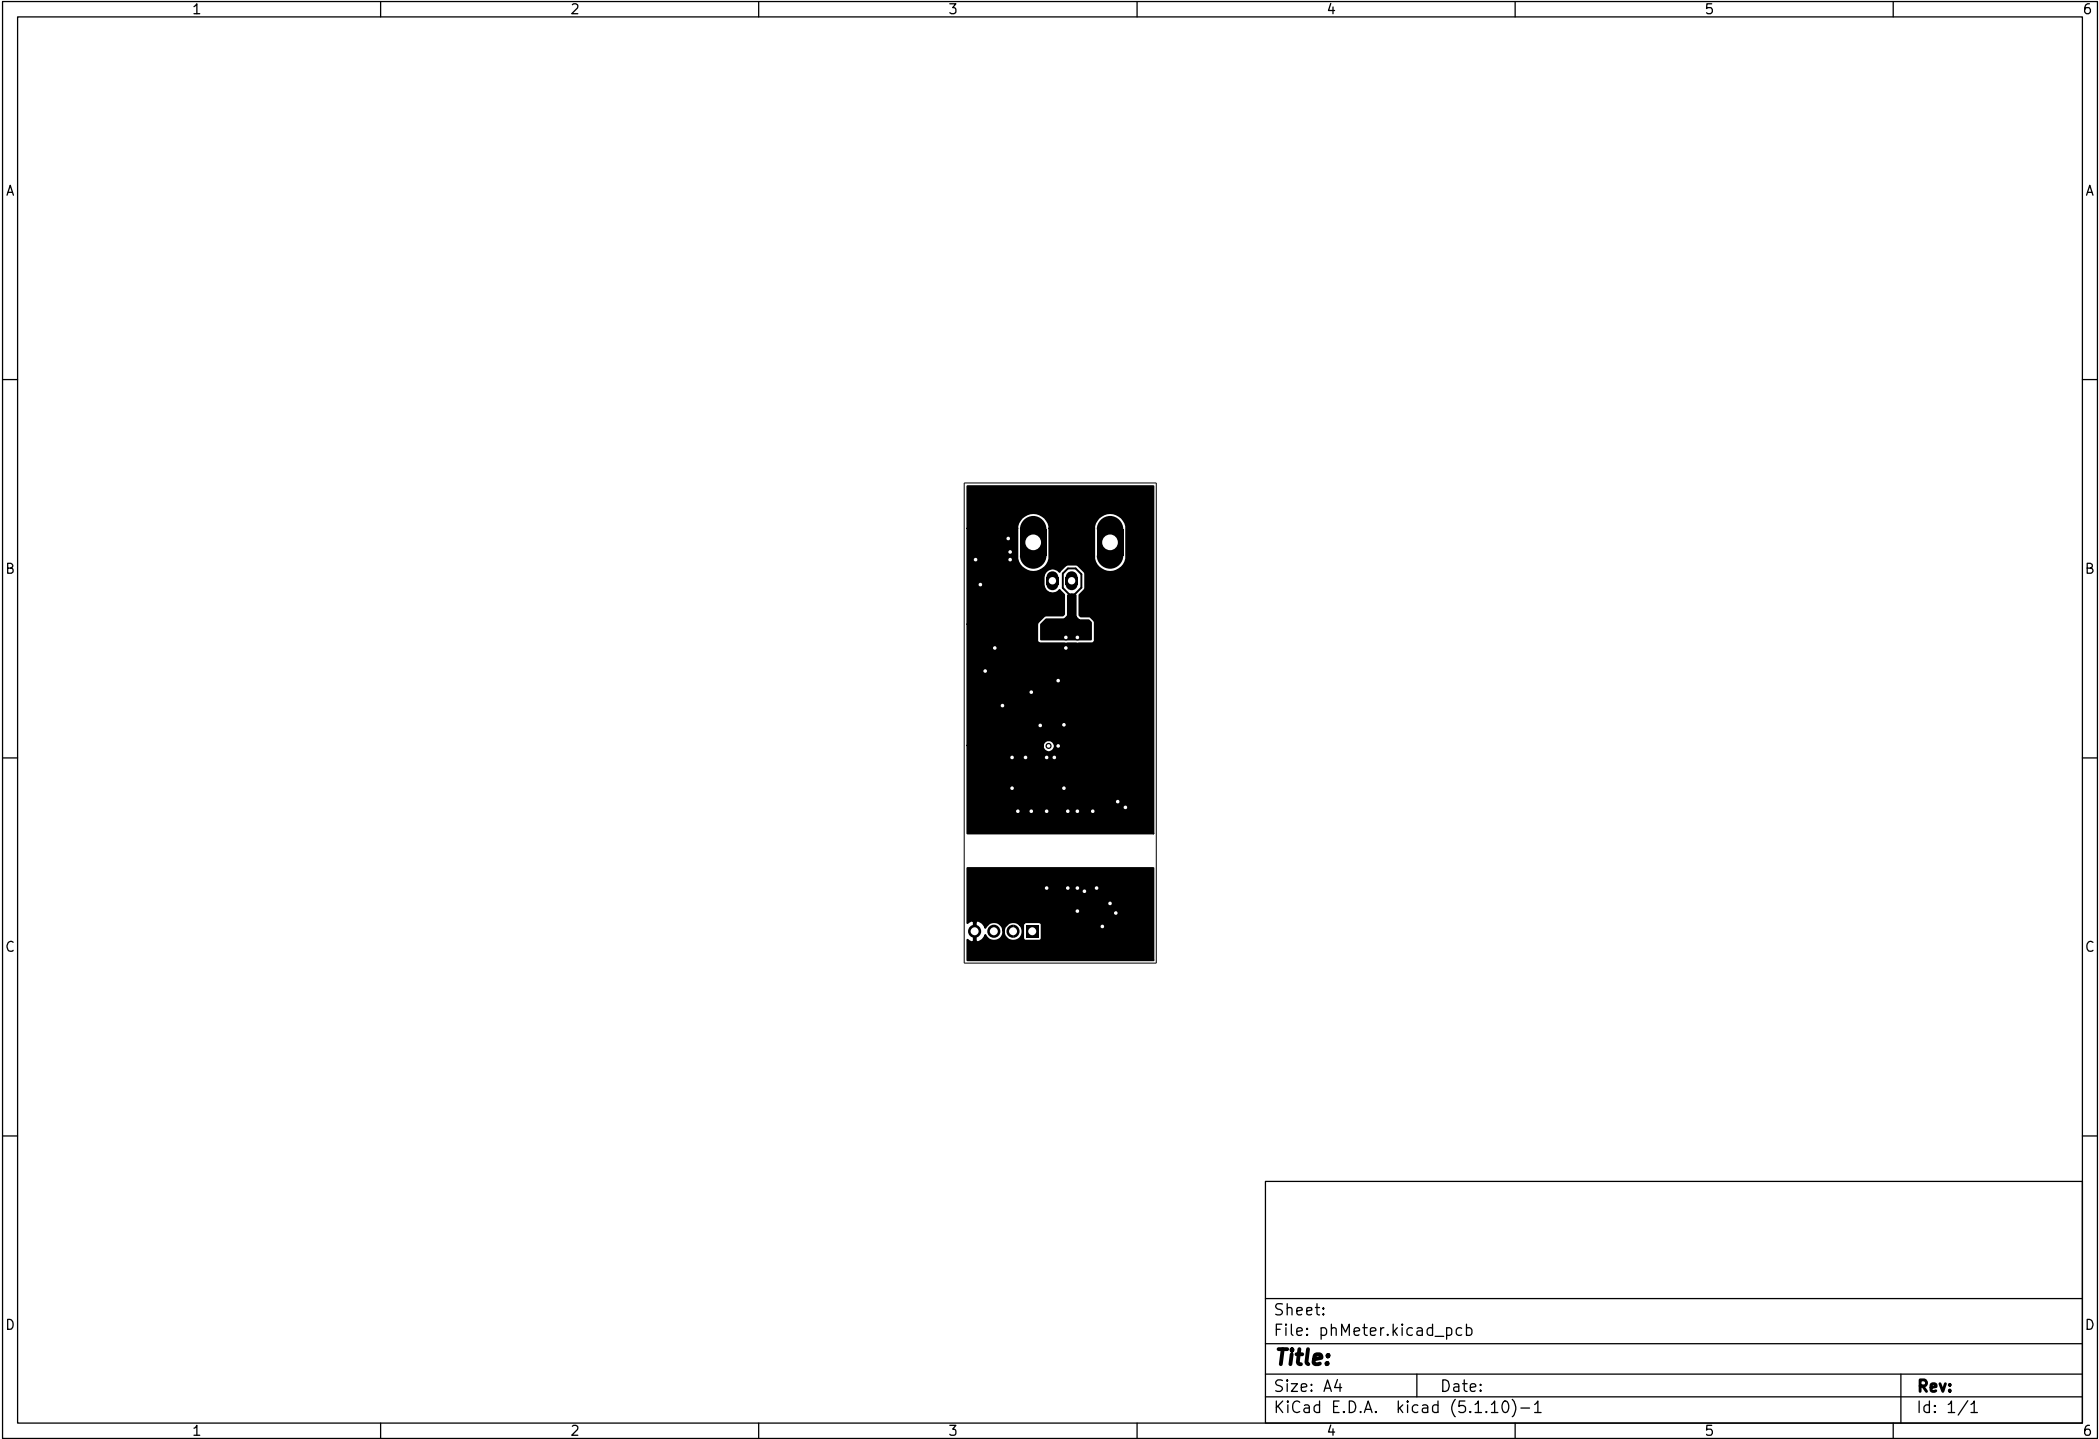 1 2 3 4 5 6
A A
B B
C C
D D
Sheet:
File: phMeter.kicad_pcb
Title:
Size: A4 Date: Rev:
KiCad E.D.A. kicad (5.1.10)-1 Id: 1/1
1 2 3 4 5 6